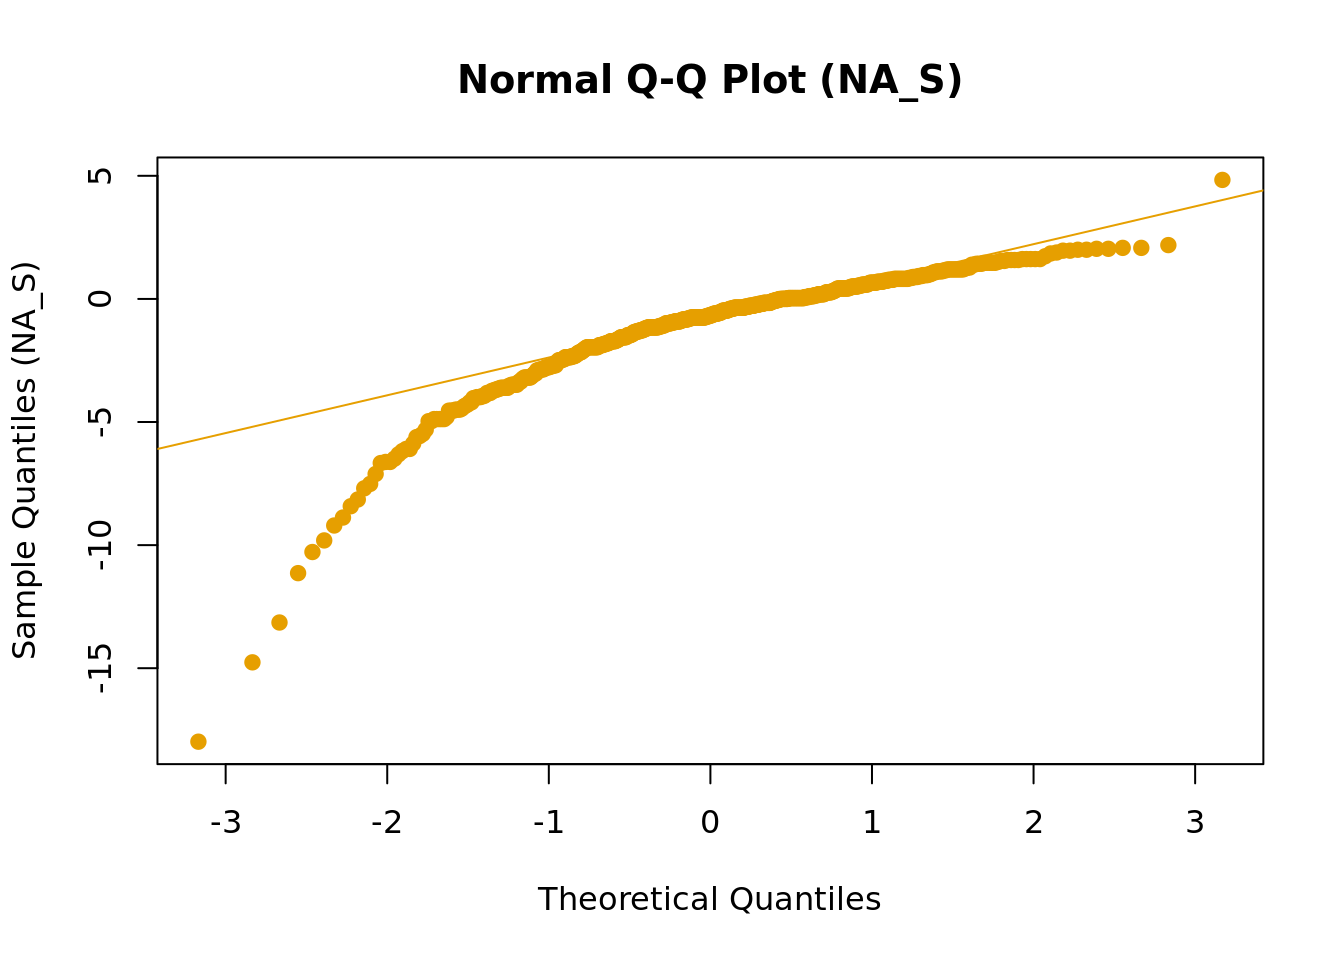 Normal Q-Q Plot (NA_S)
Sample Quantiles (NA_S)
5
0
-5
-10
-15
-3 -2 -1 0 1 2 3
Theoretical Quantiles